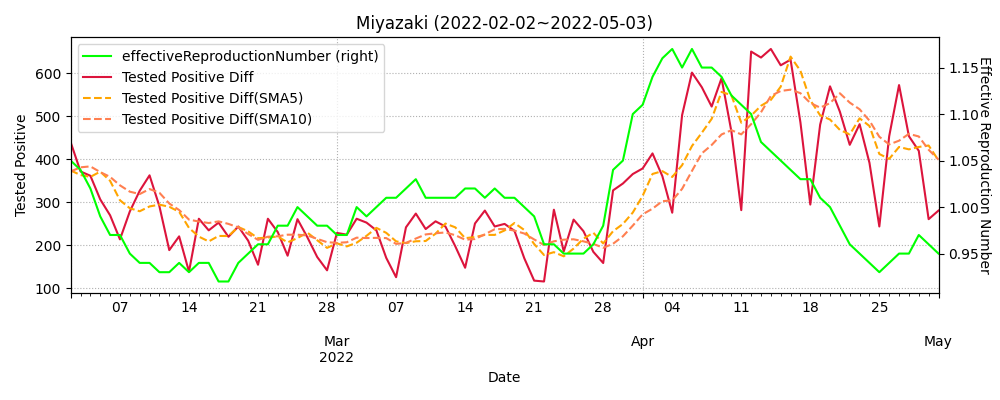 Miyazaki (2022-02-02~2022-05-03)
effectiveReproductionNumber (right)
Tested Positive Diff
Tested Positive Diff(SMA5)
Tested Positive Diff(SMA10)
Tested Positive
600
500
400
300
200
100
Effective Reproduction Number
1.15
1.10
1.05
1.00
0.95
07 14 21 28 07 14 21 28 04 11 18 25
Mar Apr May
2022
Date